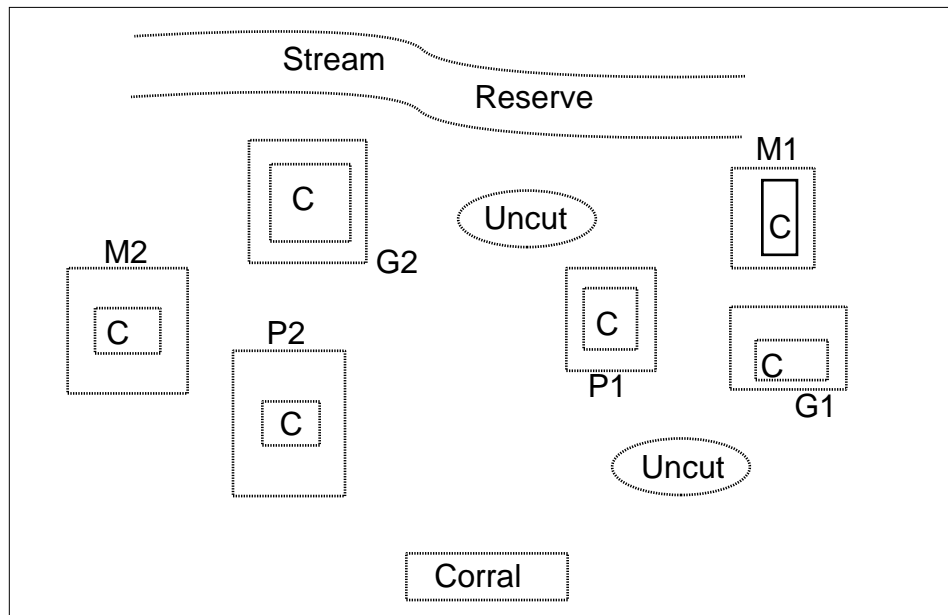 Stream
Reserve
M1
C
Uncut
C
M2
G2
C
P2
C
C
P1
C
G1
C
Uncut
Corral